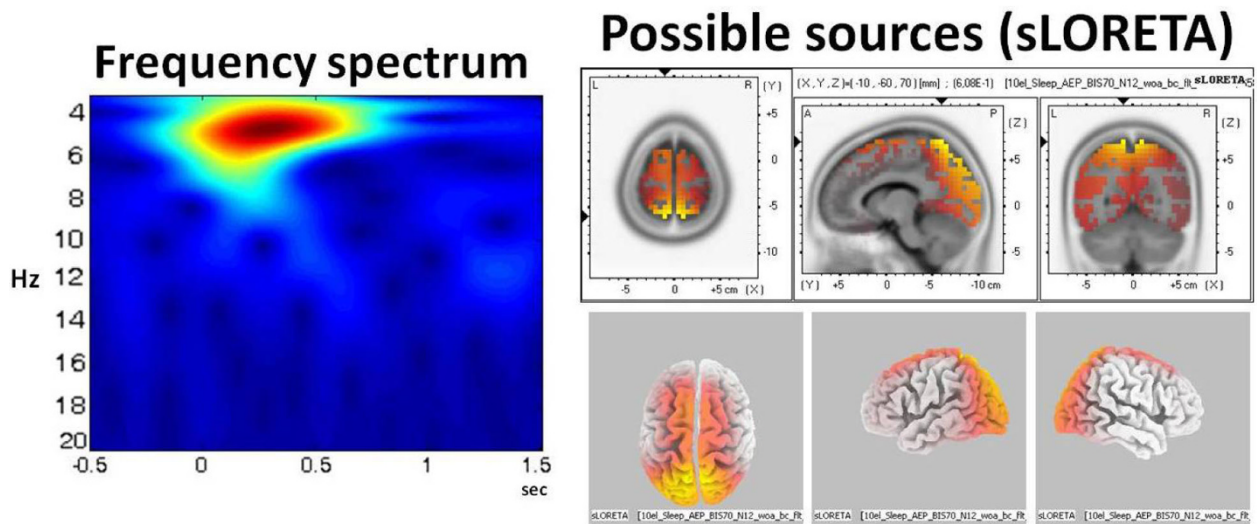 Frequency spectrum
4
6
8
10
Hz
12
14
16
18
20
-0.5 0 0.5 1 1.5
sec
Possible sources (sLORETA)
L R (Y)
+5
0
-5
-10
-5 0 +5 cm (X)
(X,Y,Z)=(-10,-60,70)[mm] ; (6,08E-1) [10el_Sleep_AEP_BIS70_N12_woa_bc_flt_ sLORETA
A P (Z)
+5
0
-5
(Y) 0 -5 -10 cm
L R (Z)
+5
0
-5
-5 0 +5 cm (X)
sLORETA [10el_Sleep_AEP_BIS70_N12_woa_bc_flt
sLORETA [10el_Sleep_AEP_BIS70_N12_woa_bc_flt
sLORETA [10el_Sleep_AEP_BIS70_N12_woa_bc_flt